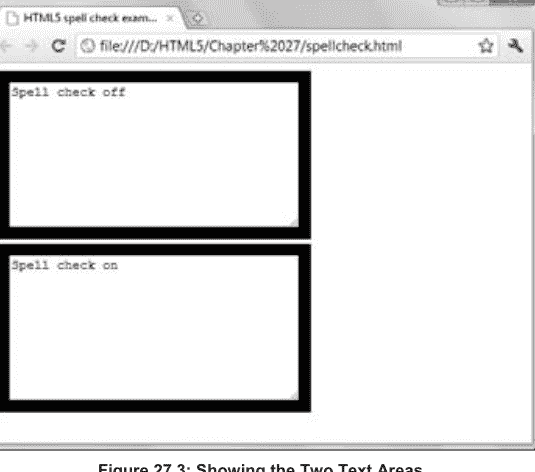 HTML5 spell check exam...
file:///D:/HTML5/Chapter%2027/spellcheck.html
Spell check off
Spell check on
Figure 27.3: Showing the Two Text Areas